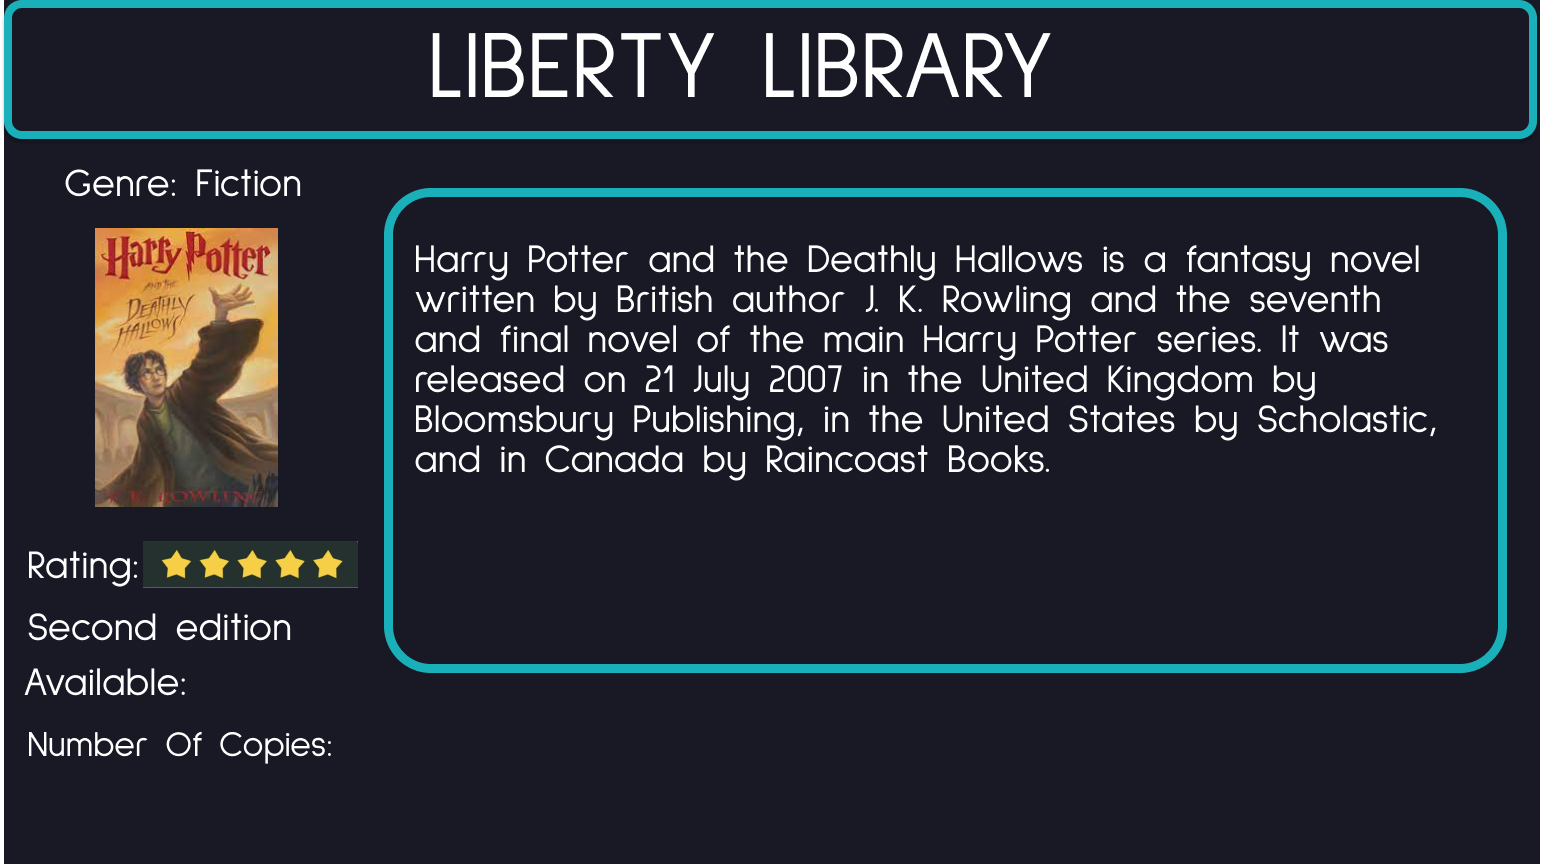 LIBERTY LIBRARY
Genre: Fiction
Harry Potter
AND THE
DEATHLY
HALLOWS
J. K. ROWLING
Rating:
Second edition
Available:
Number Of Copies:
Harry Potter and the Deathly Hallows is a fantasy novel
written by British author J. K. Rowling and the seventh
and final novel of the main Harry Potter series. It was
released on 21 July 2007 in the United Kingdom by
Bloomsbury Publishing, in the United States by Scholastic,
and in Canada by Raincoast Books.